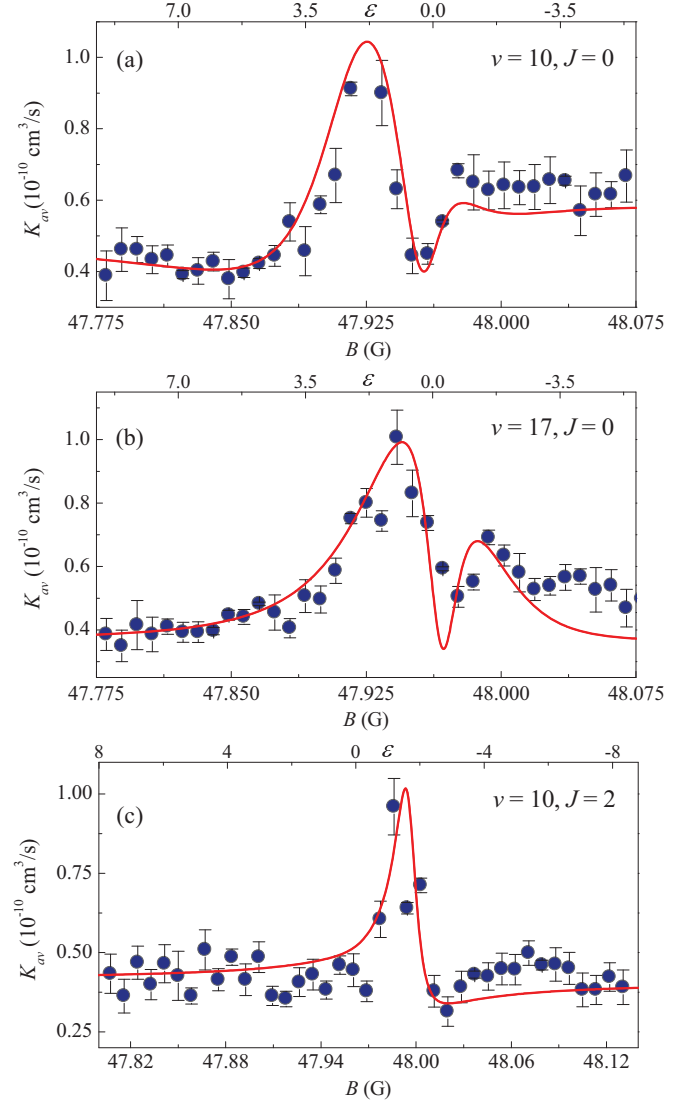 7.0 3.5 ε 0.0 -3.5
(a) v = 10, J = 0
1.0
0.8
0.6
0.4
K_av (10^-10 cm^3/s)
47.775 47.850 47.925 48.000 48.075
B (G)
7.0 3.5 ε 0.0 -3.5
(b) v = 17, J = 0
1.0
0.8
0.6
0.4
K_av (10^-10 cm^3/s)
47.775 47.850 47.925 48.000 48.075
B (G)
8 4 0 ε -4 -8
(c) v = 10, J = 2
1.00
0.75
0.50
0.25
K_av (10^-10 cm^3/s)
47.82 47.88 47.94 48.00 48.06 48.12
B (G)